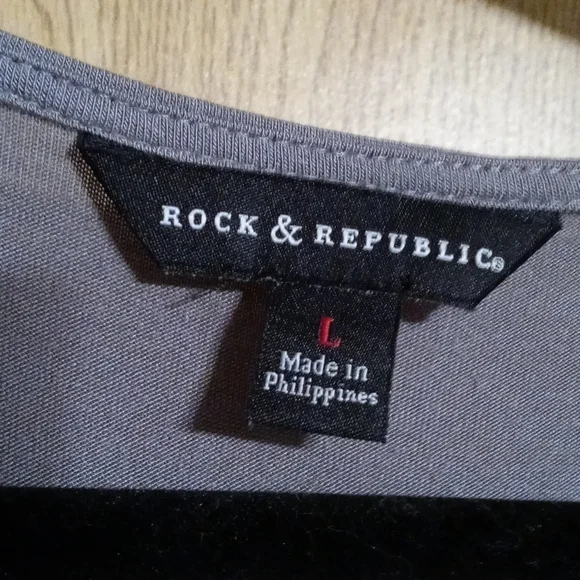 ROCK & REPUBLIC®
L
Made in
Philippines